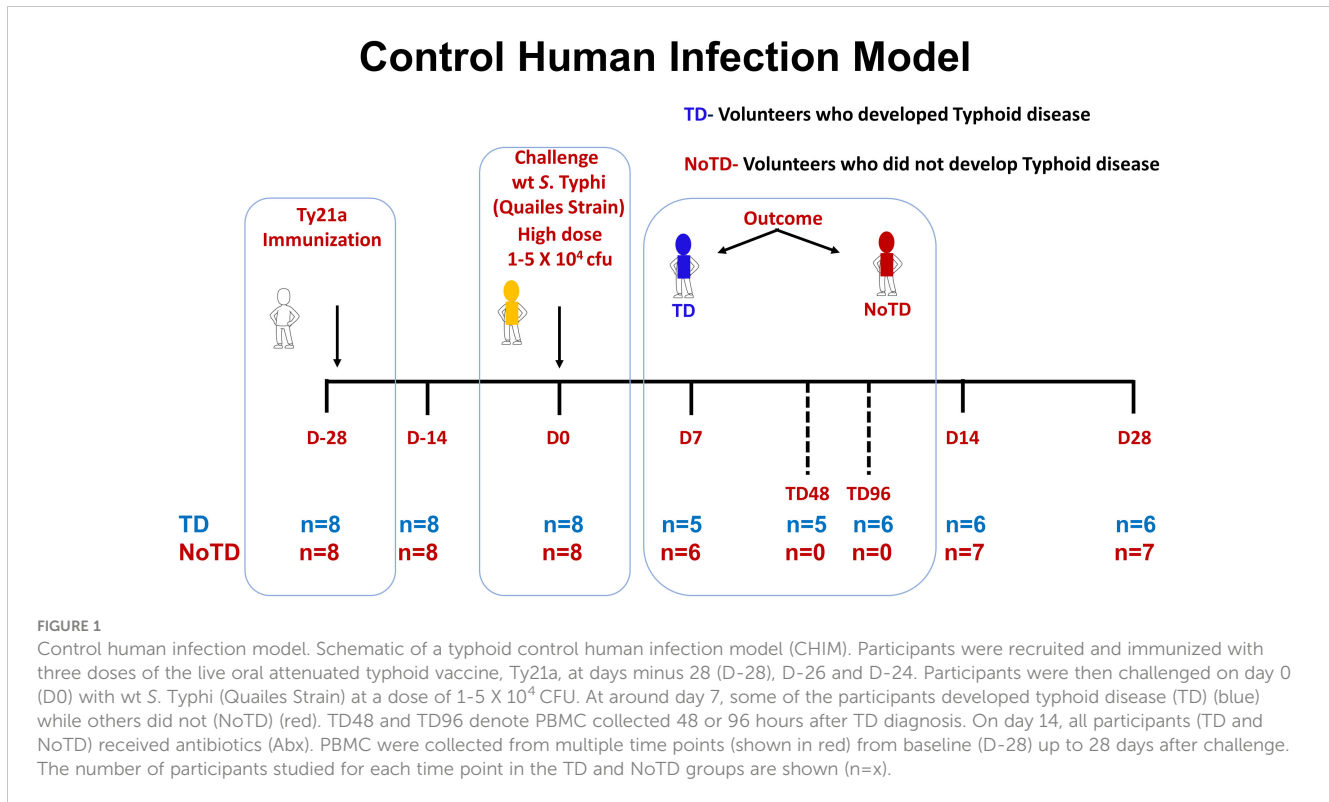 Control Human Infection Model
TD- Volunteers who developed Typhoid disease
NoTD- Volunteers who did not develop Typhoid disease
Ty21a
Immunization
Challenge
wt S. Typhi
(Quailes Strain)
High dose
1-5 X 10⁴ cfu
Outcome
TD
NoTD
D-28 D-14 D0 D7 D14 D28
TD48 TD96
TD n=8 n=8 n=8 n=5 n=5 n=6 n=6 n=6
NoTD n=8 n=8 n=8 n=6 n=0 n=0 n=7 n=7
FIGURE 1
Control human infection model. Schematic of a typhoid control human infection model (CHIM). Participants were recruited and immunized with
three doses of the live oral attenuated typhoid vaccine, Ty21a, at days minus 28 (D-28), D-26 and D-24. Participants were then challenged on day 0
(D0) with wt S. Typhi (Quailes Strain) at a dose of 1-5 X 10⁴ CFU. At around day 7, some of the participants developed typhoid disease (TD) (blue)
while others did not (NoTD) (red). TD48 and TD96 denote PBMC collected 48 or 96 hours after TD diagnosis. On day 14, all participants (TD and
NoTD) received antibiotics (Abx). PBMC were collected from multiple time points (shown in red) from baseline (D-28) up to 28 days after challenge.
The number of participants studied for each time point in the TD and NoTD groups are shown (n=x).